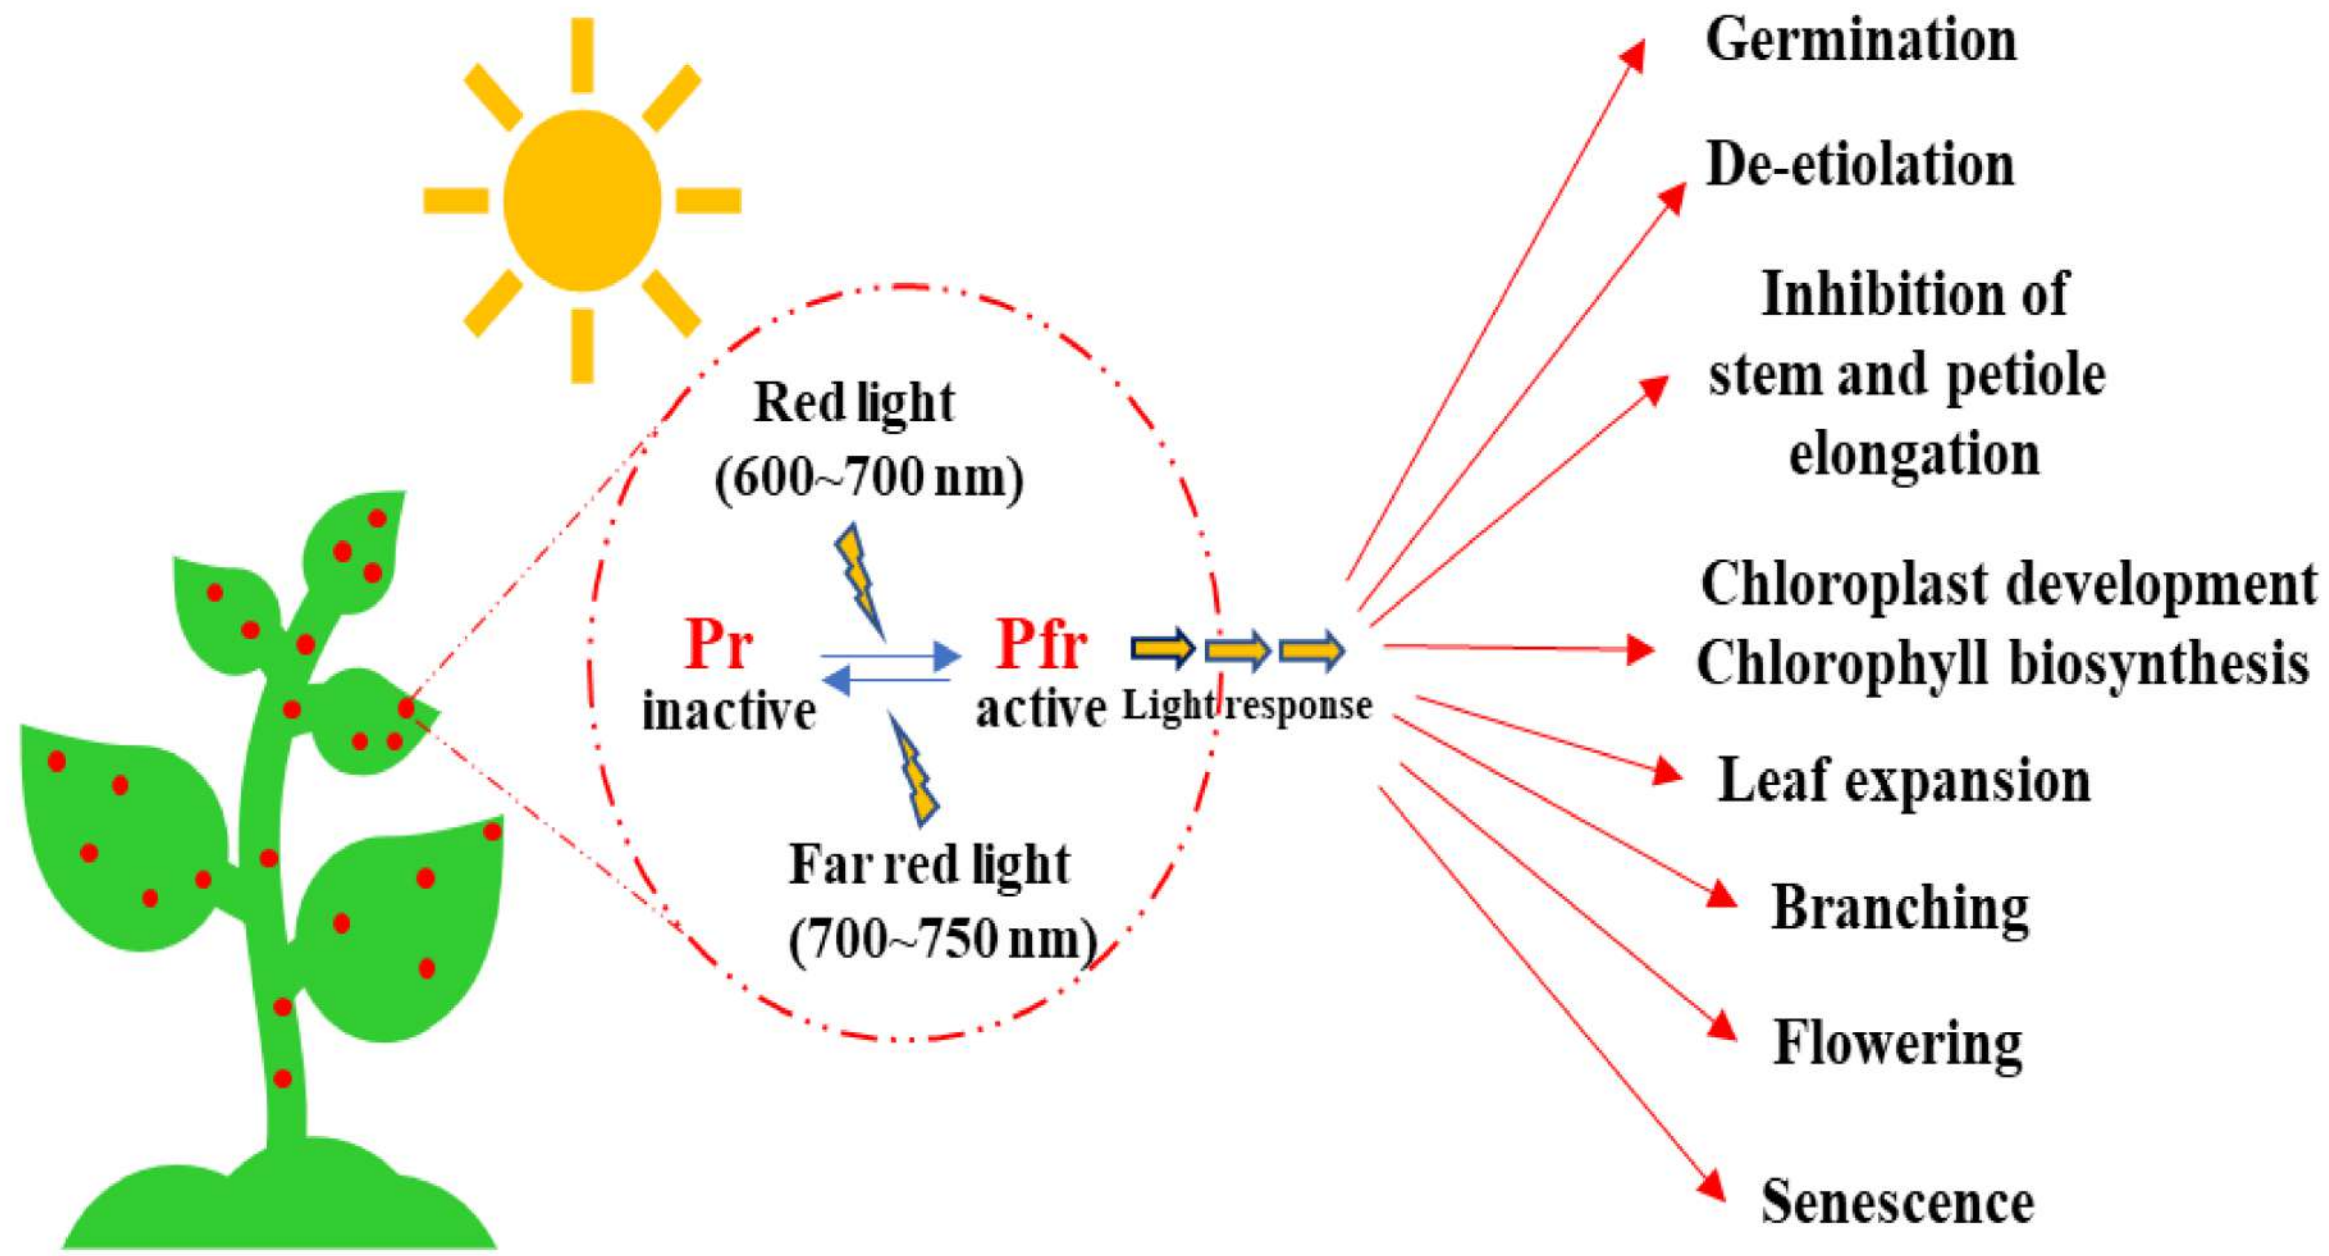 Red light
(600~700 nm)
Pr
inactive
Pfr
active
Light response
Far red light
(700~750 nm)
Germination
De-etiolation
Inhibition of
stem and petiole
elongation
Chloroplast development
Chlorophyll biosynthesis
Leaf expansion
Branching
Flowering
Senescence